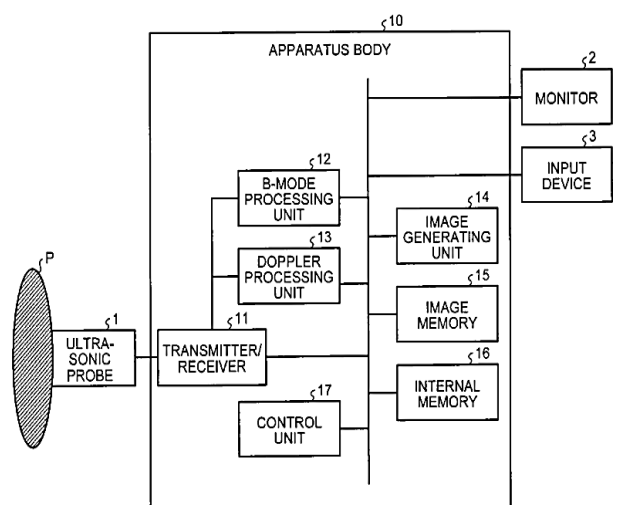 10
APPARATUS BODY
2
MONITOR
3
INPUT
DEVICE
12
B-MODE
PROCESSING
UNIT
14
IMAGE
GENERATING
UNIT
13
DOPPLER
PROCESSING
UNIT
15
IMAGE
MEMORY
P
1
ULTRA-
SONIC
PROBE
11
TRANSMITTER/
RECEIVER
16
INTERNAL
MEMORY
17
CONTROL
UNIT